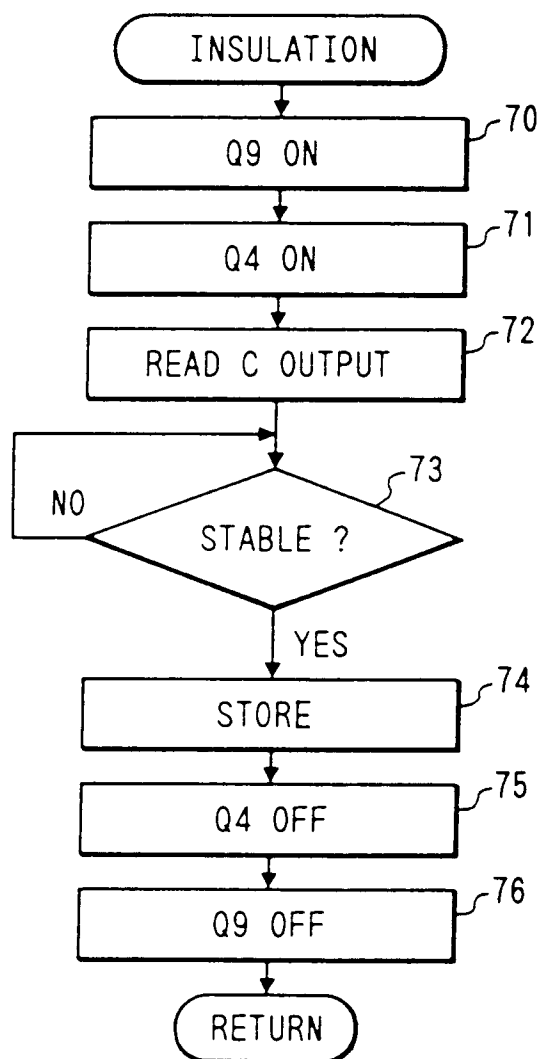 INSULATION
70
Q9 ON
71
Q4 ON
72
READ C OUTPUT
73
NO
STABLE ?
YES
74
STORE
75
Q4 OFF
76
Q9 OFF
RETURN